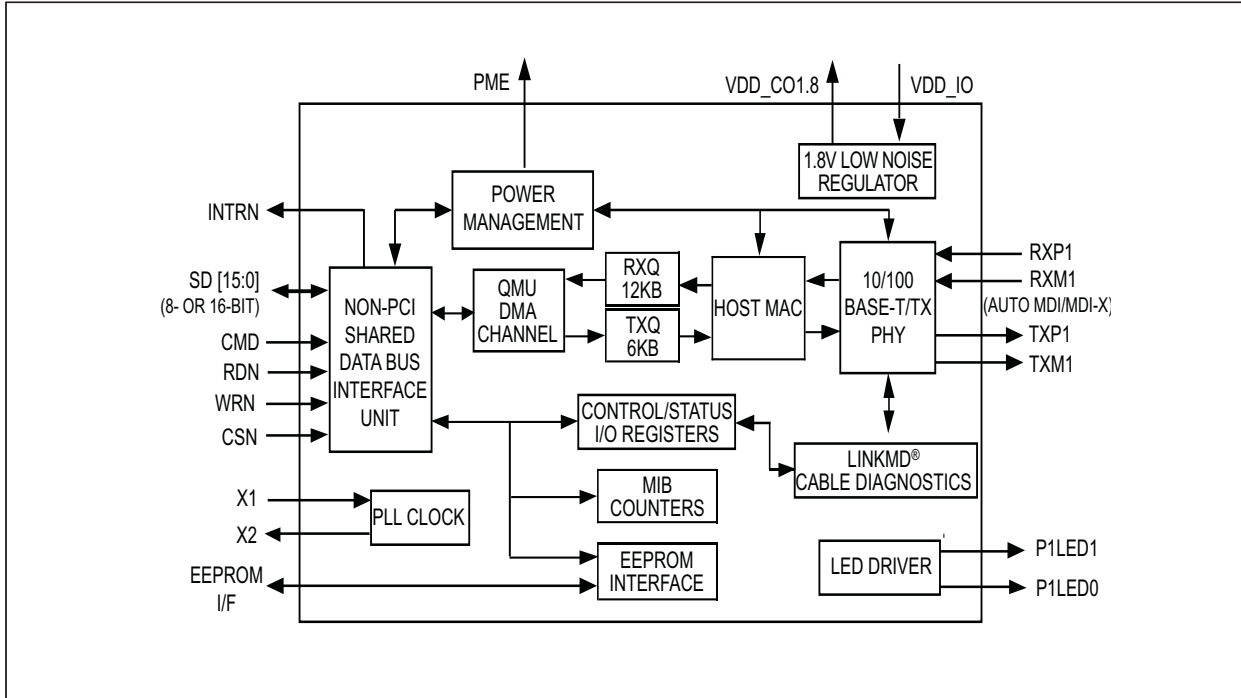 PME
VDD_CO1.8
VDD_IO
1.8V LOW NOISE
REGULATOR
POWER
MANAGEMENT
INTRN
SD [15:0]
(8- OR 16-BIT)
CMD
RDN
WRN
CSN
NON-PCI
SHARED
DATA BUS
INTERFACE
UNIT
QMU
DMA
CHANNEL
RXQ
12KB
TXQ
6KB
HOST MAC
10/100
BASE-T/TX
PHY
RXP1
RXM1
(AUTO MDI/MDI-X)
TXP1
TXM1
CONTROL/STATUS
I/O REGISTERS
LINKMD®
CABLE DIAGNOSTICS
MIB
COUNTERS
X1
X2
PLL CLOCK
EEPROM
I/F
EEPROM
INTERFACE
LED DRIVER
P1LED1
P1LED0